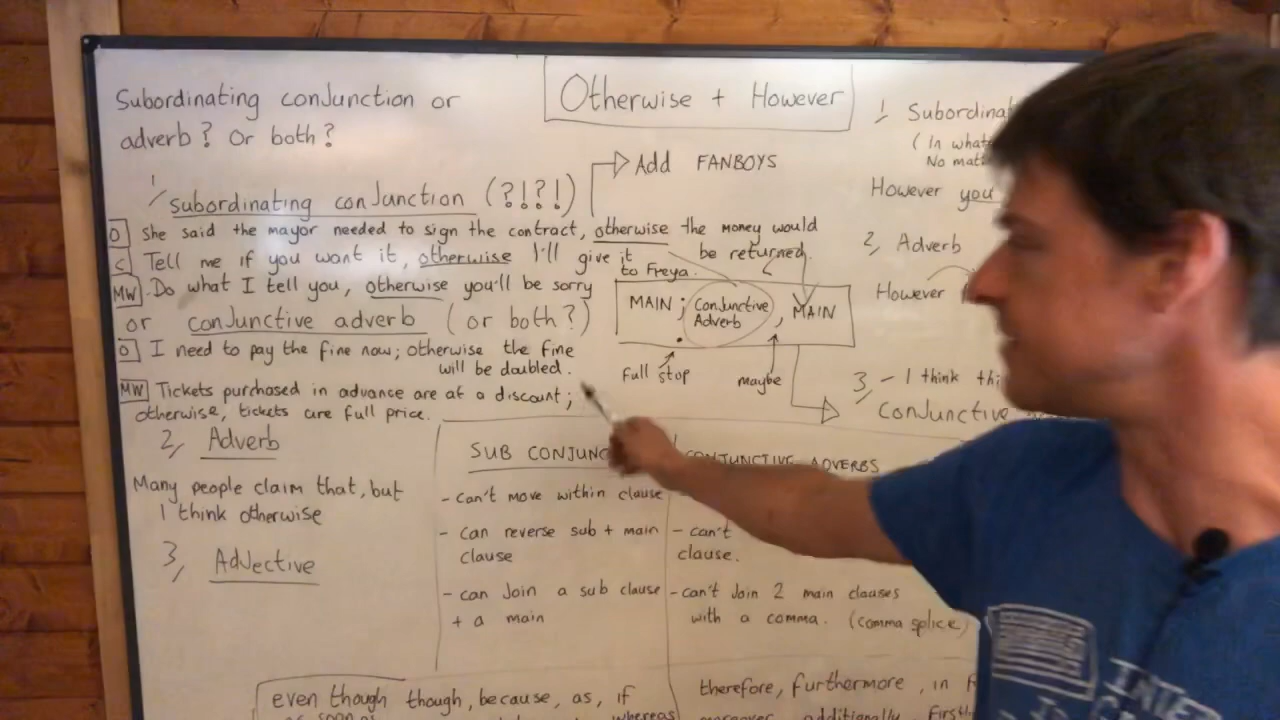 Subordinating conjunction or
adverb? Or both?
Otherwise + However
Add FANBOYS
1, subordinating conjunction (?!?!)
O She said the mayor needed to sign the contract, otherwise the money would
be returned.
C Tell me if you want it, otherwise I'll give it
to Freya.
MW Do what I tell you, otherwise you'll be sorry
or conjunctive adverb (or both?)
O I need to pay the fine now; otherwise the fine
will be doubled.
MW Tickets purchased in advance are at a discount;
otherwise, tickets are full price.
2, Adverb
Many people claim that, but
I think otherwise
3, Adjective
MAIN ; Conjunctive
Adverb , MAIN
.
Full stop
maybe
1,
(In
No
However you
2, Adverb
However
3, - I think
Conjunctive
SUB
- can't move within clause
- can reverse sub + main
clause
- can join a sub clause
+ a main
CONJUNCTIVE ADVERBS
- can't
clause.
- can't join 2 main clauses
with a comma. (comma splice)
even though though, because, as, if
as soon as
whereas
therefore, furthermore, in
moreover additionally,